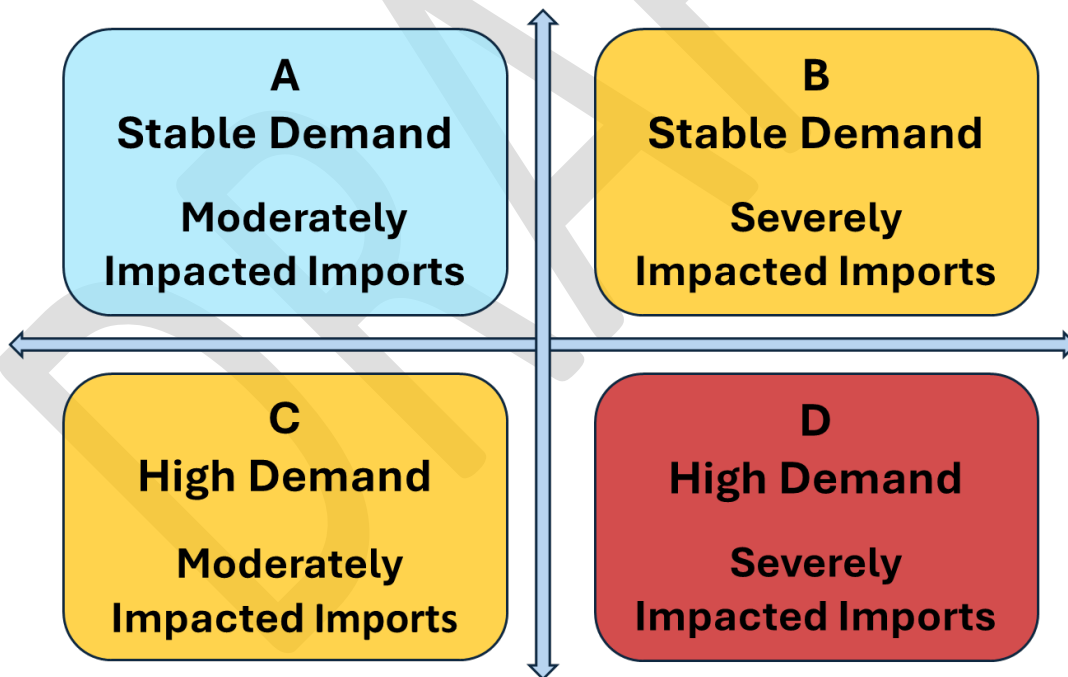 A
Stable Demand
Moderately
Impacted Imports
B
Stable Demand
Severely
Impacted Imports
C
High Demand
Moderately
Impacted Imports
D
High Demand
Severely
Impacted Imports